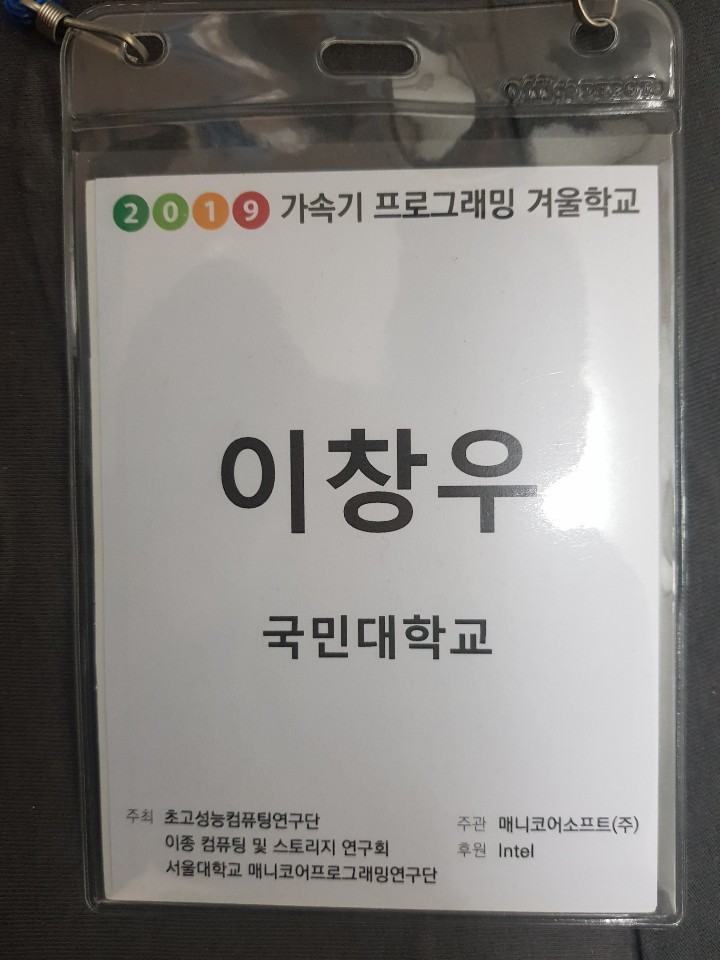 2019 가속기 프로그래밍 겨울학교
이창우
국민대학교
주최 초고성능컴퓨팅연구단
이종 컴퓨팅 및 스토리지 연구회
서울대학교 매니코어프로그래밍연구단
주관 매니코어소프트(주)
후원 Intel